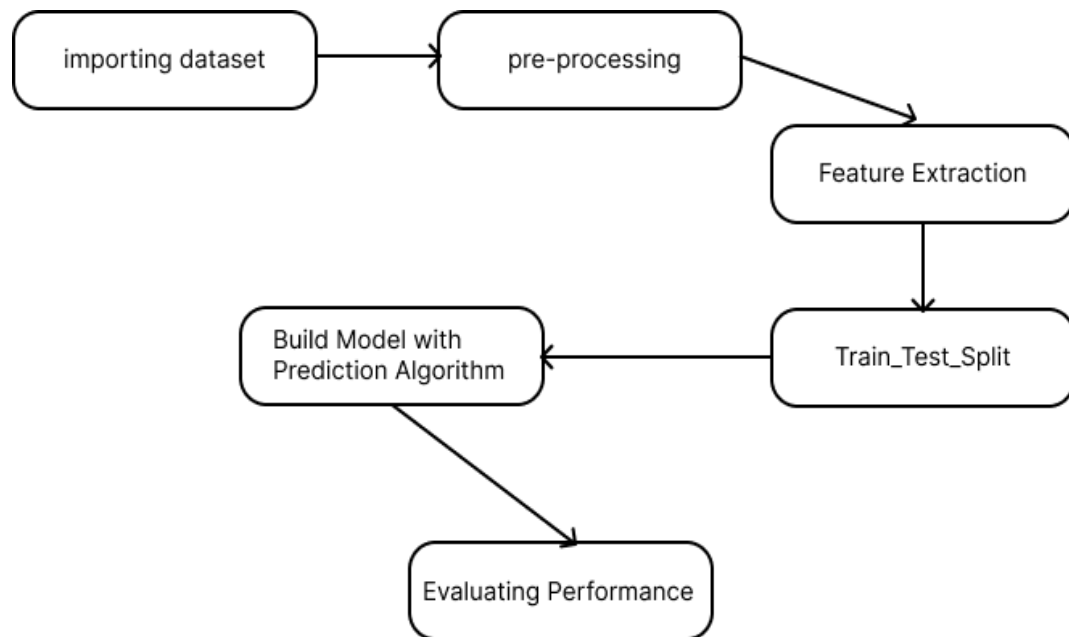 importing dataset
pre-processing
Feature Extraction
Train_Test_Split
Build Model with
Prediction Algorithm
Evaluating Performance